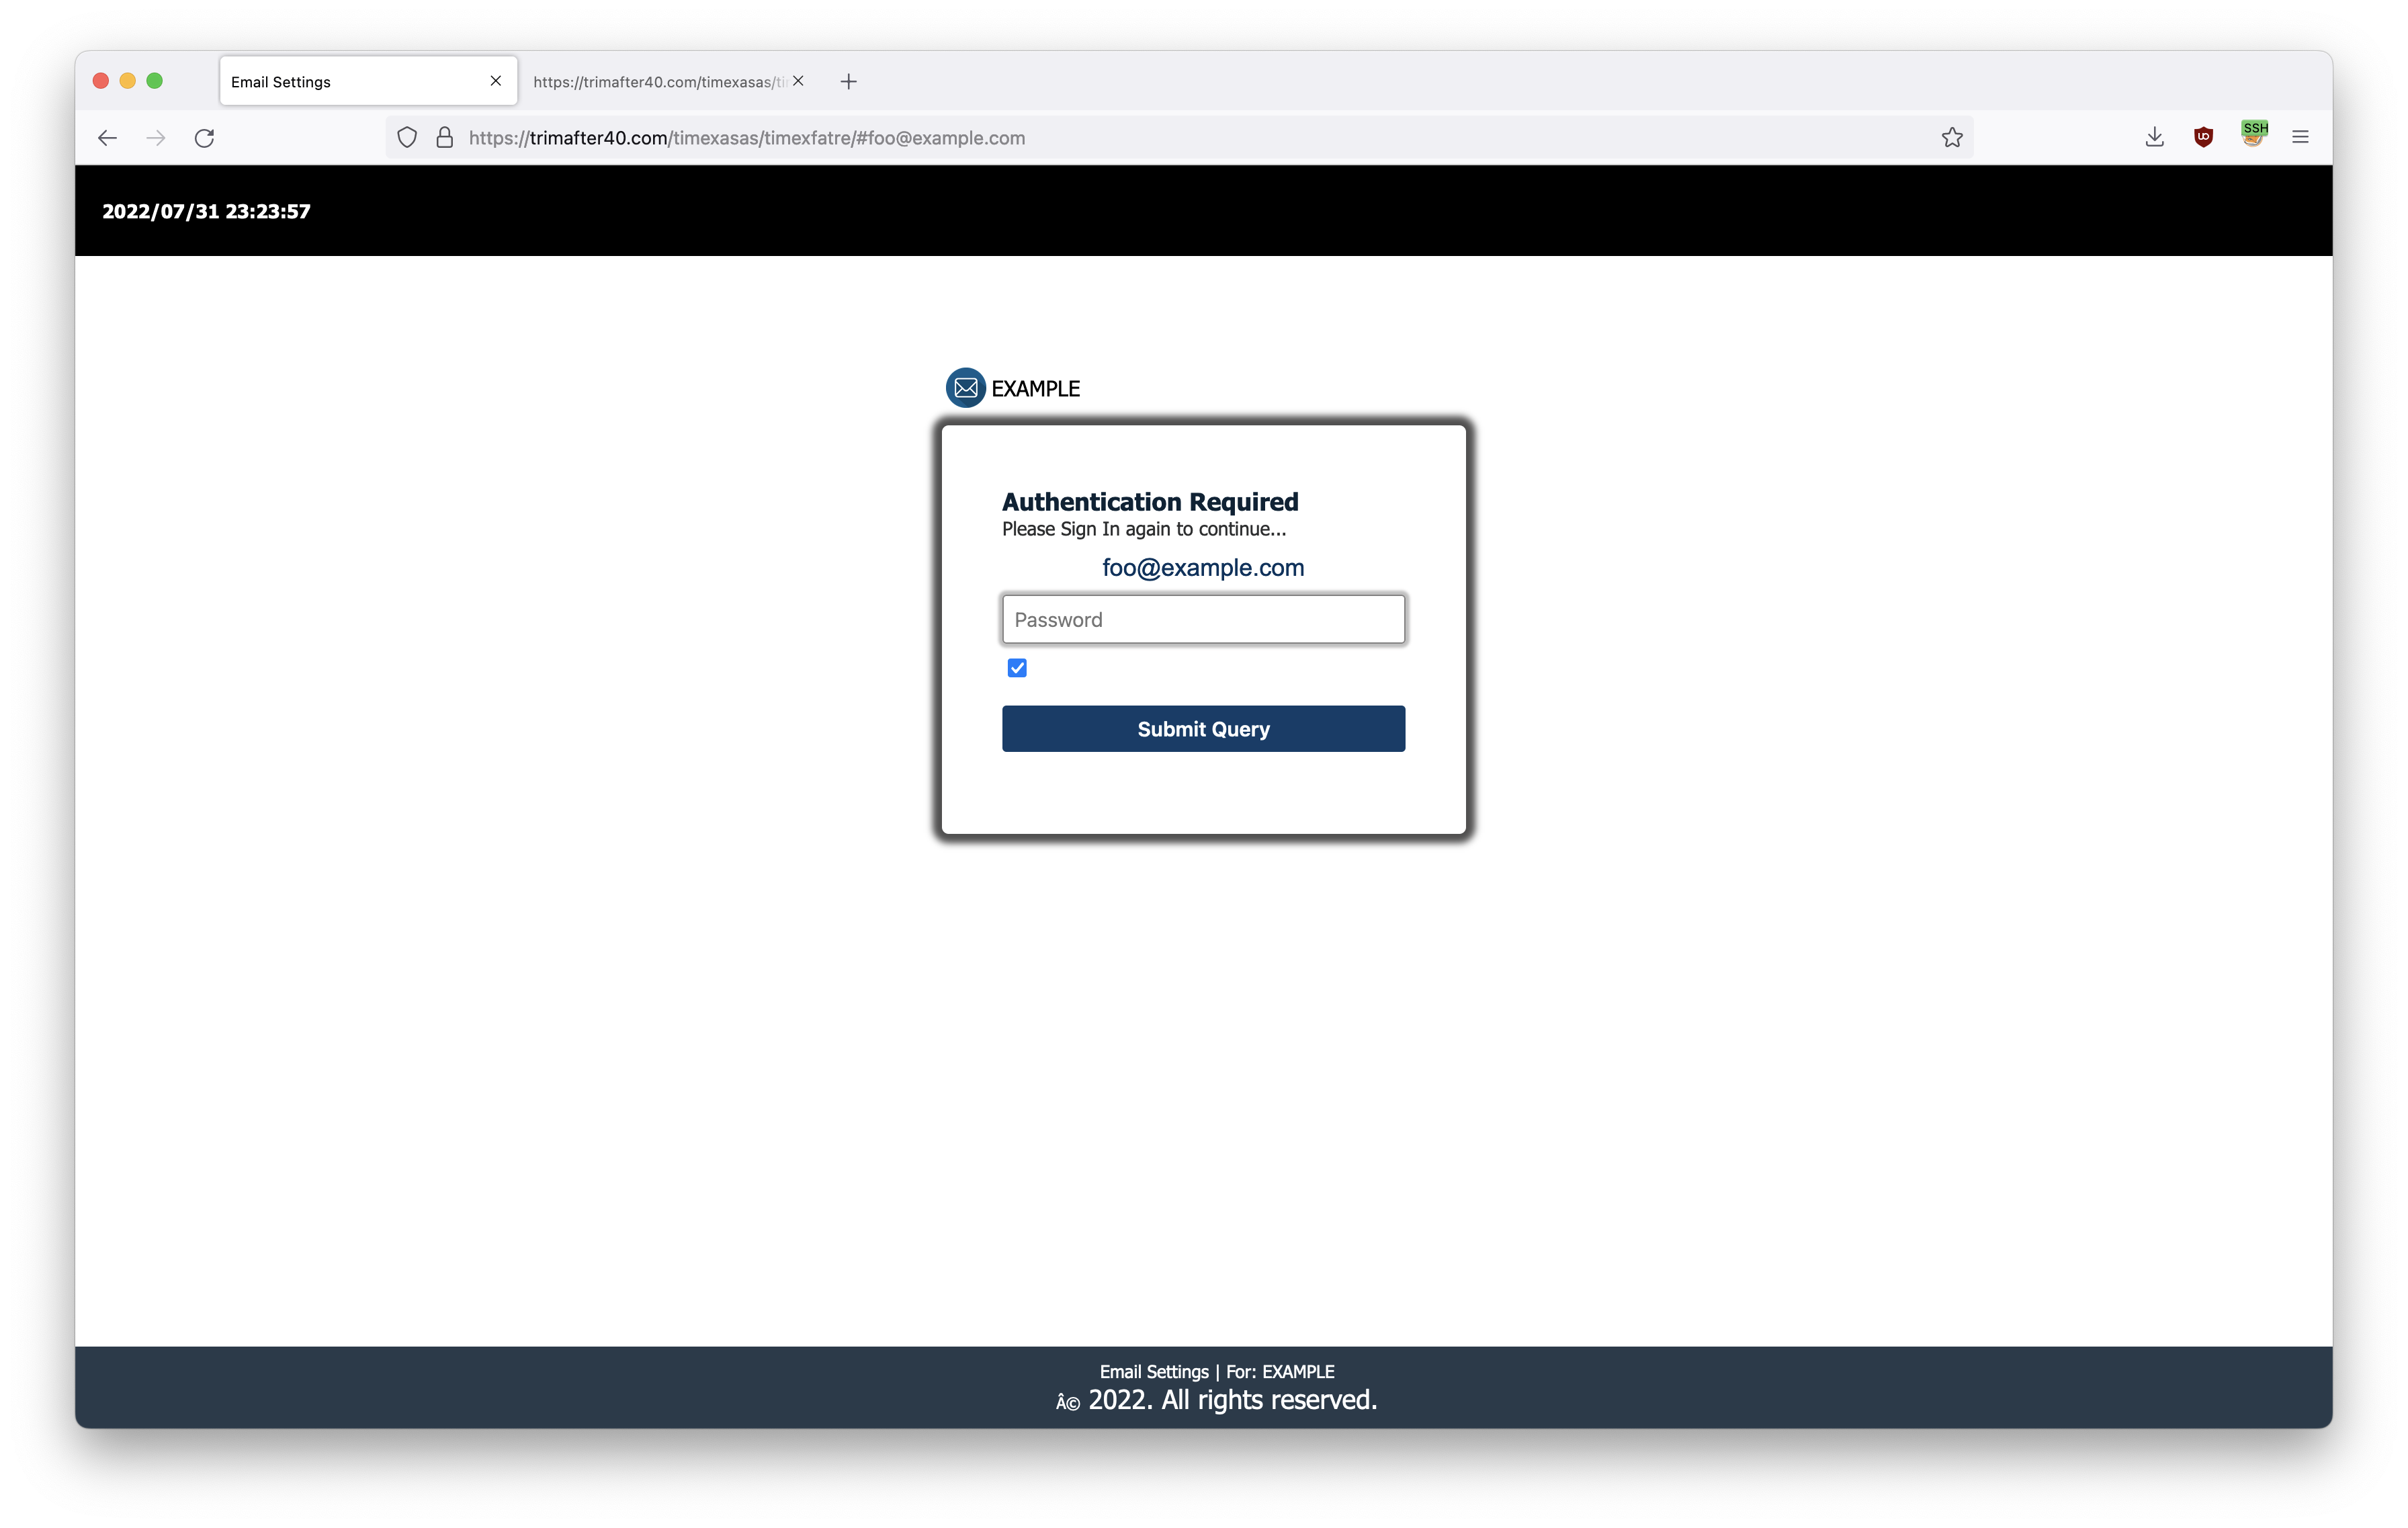 Email Settings
https://trimafter40.com/timexasas/ti
https://trimafter40.com/timexasas/timexfatre/#foo@example.com
SSH
2022/07/31 23:23:57
EXAMPLE
Authentication Required
Please Sign In again to continue...
foo@example.com
Password
Submit Query
Email Settings | For: EXAMPLE
Â© 2022. All rights reserved.